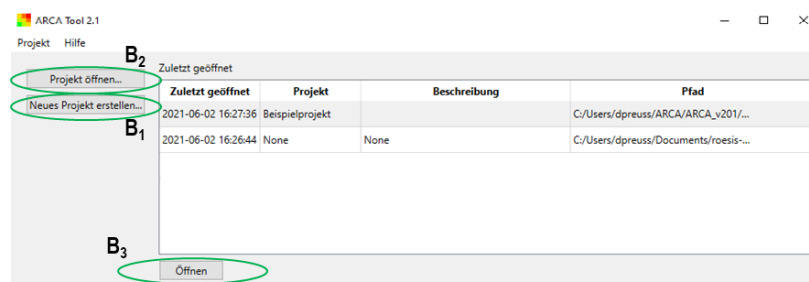 ARCA Tool 2.1
Projekt Hilfe
B2
Zuletzt geöffnet
Projekt öffnen...
Zuletzt geöffnet Projekt Beschreibung Pfad
Neues Projekt erstellen...
2021-06-02 16:27:36 Beispielprojekt C:/Users/dpreuss/ARCA/ARCA_v201/...
B1
2021-06-02 16:26:44 None None C:/Users/dpreuss/Documents/roesis-...
B3
Öffnen